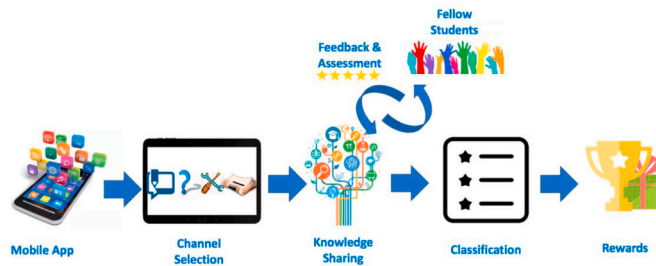 Fellow
Students
Feedback &
Assessment
Mobile App
Channel
Selection
Knowledge
Sharing
Classification
Rewards